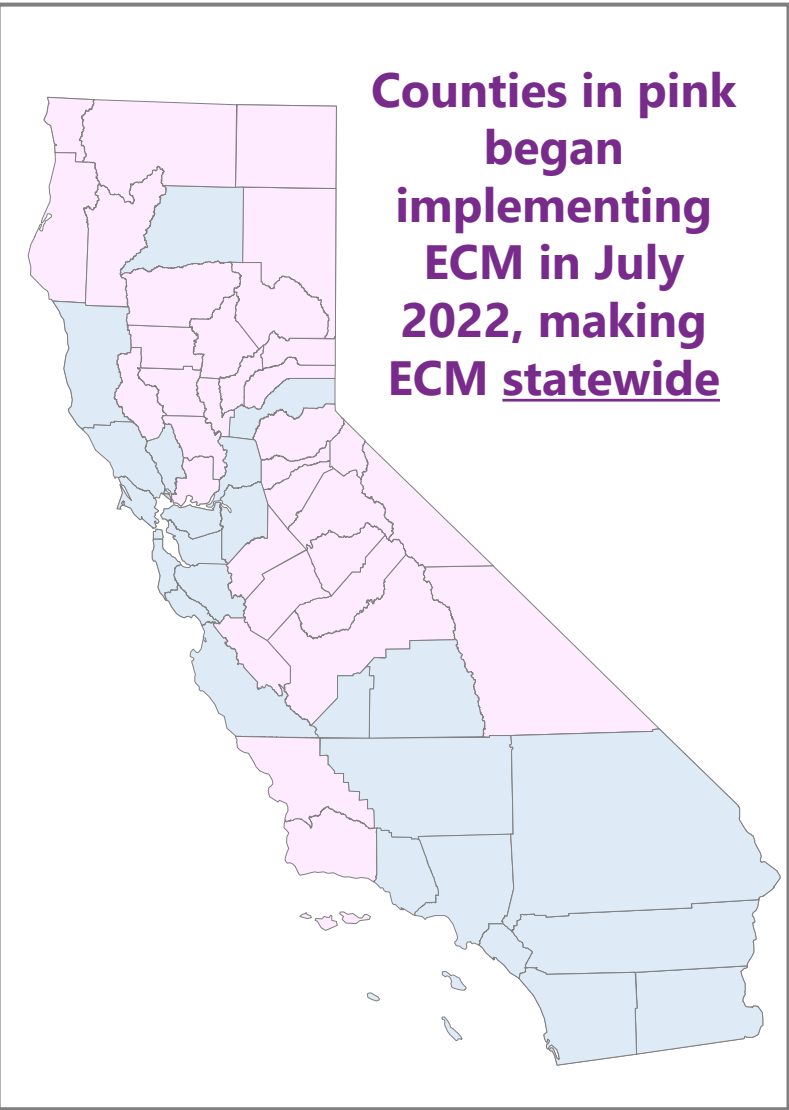 Counties in pink
began
implementing
ECM in July
2022, making
ECM statewide